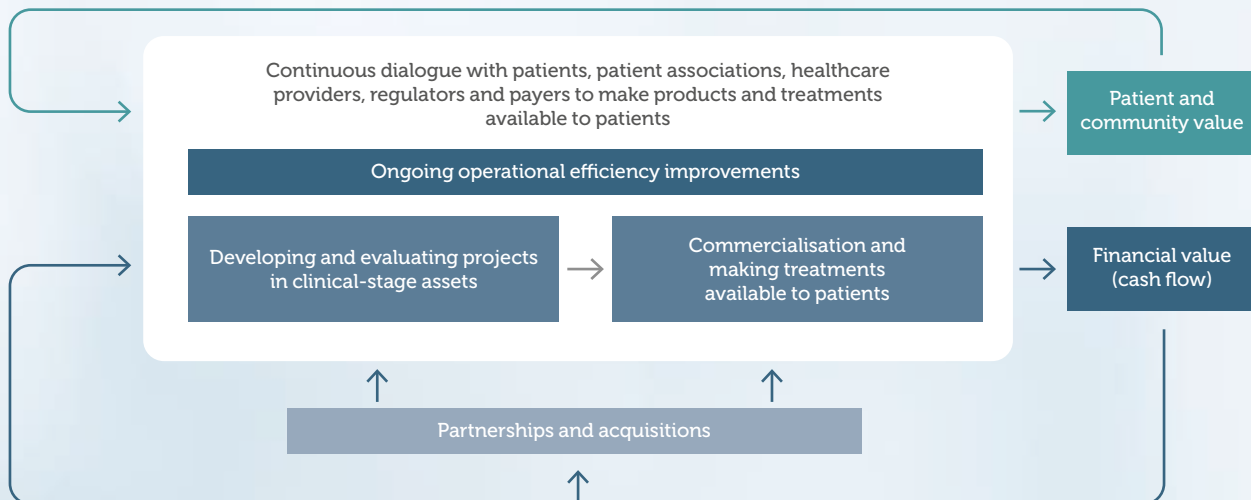 Continuous dialogue with patients, patient associations, healthcare
providers, regulators and payers to make products and treatments
available to patients
Patient and
community value
Ongoing operational efficiency improvements
Developing and evaluating projects
in clinical-stage assets
Commercialisation and
making treatments
available to patients
Financial value
(cash flow)
Partnerships and acquisitions